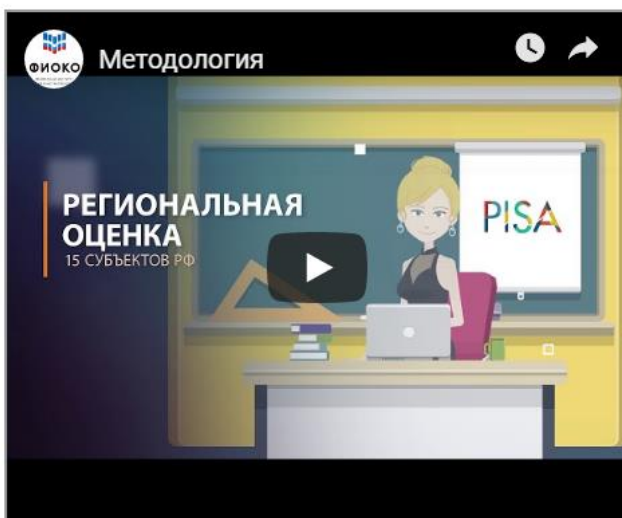 ФИОКО
Методология
РЕГИОНАЛЬНАЯ
ОЦЕНКА
15 СУБЪЕКТОВ РФ
PISA